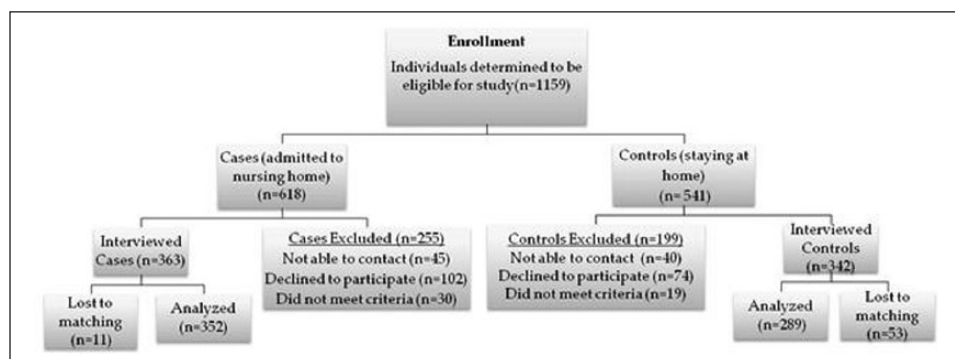 Enrollment
Individuals determined to be
eligible for study(n=1159)
Cases (admitted to
nursing home)
(n=618)
Controls (staying at
home)
(n= 541)
Interviewed
Cases (n=363)
Cases Excluded (n=255)
Not able to contact (n=45)
Declined to participate (n=102)
Did not meet criteria (n=30)
Controls Excluded (n=199)
Not able to contact (n=40)
Declined to participate (n=74)
Did not meet criteria (n=19)
Interviewed
Controls
(n=342)
Lost to
matching
(n=11)
Analyzed
(n=352)
Analyzed
(n=289)
Lost to
matching
(n=53)